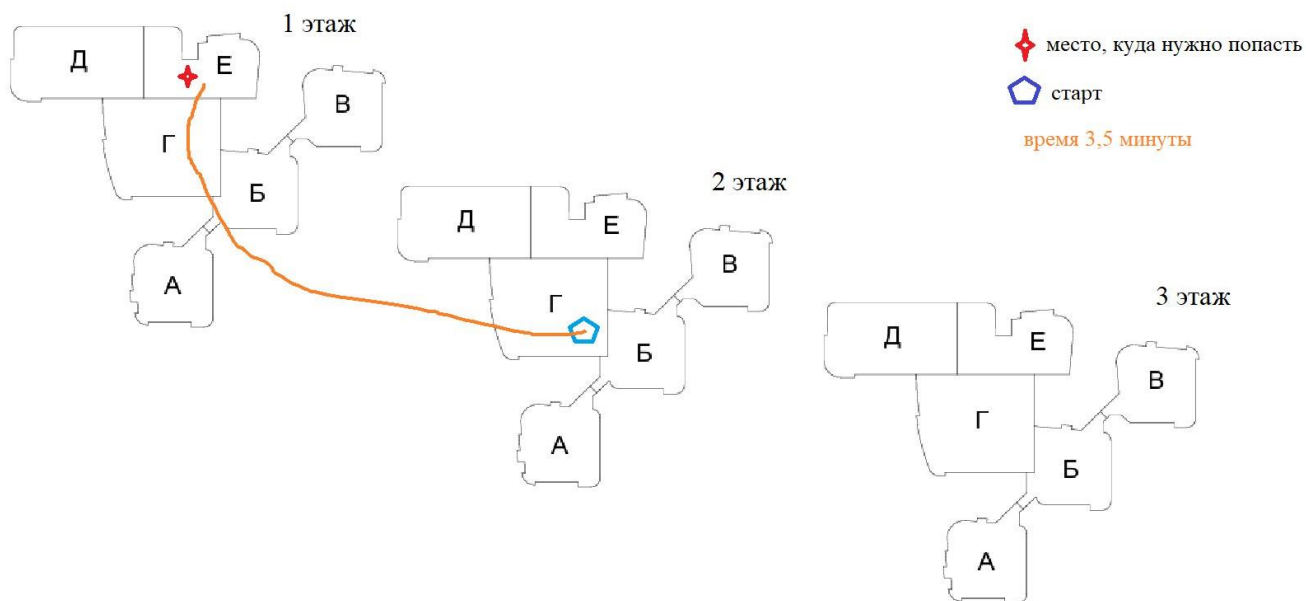 1 этаж
Д
Е
Г
В
Б
А
место, куда нужно попасть
старт
время 3,5 минуты
2 этаж
Д
Е
Г
В
Б
А
3 этаж
Д
Е
Г
В
Б
А